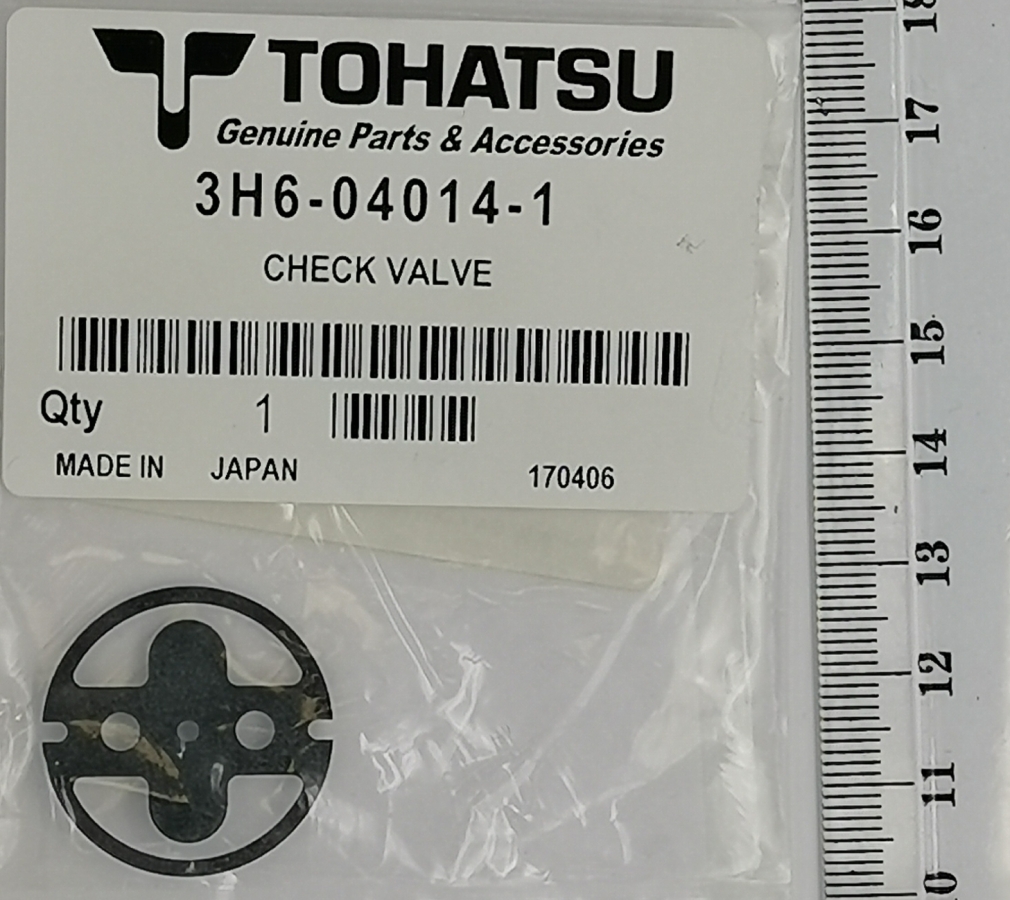 TOHATSU
Genuine Parts & Accessories
3H6-04014-1
CHECK VALVE
Qty 1
MADE IN JAPAN 170406
18
17
16
15
14
13
12
11
0